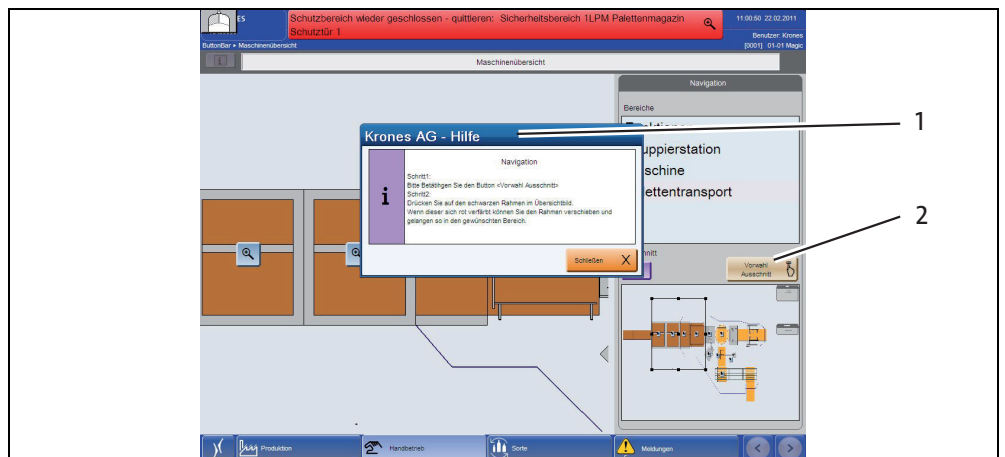 ES
Schutzbereich wieder geschlossen - quittieren: Sicherheitsbereich 1LPM Palettenmagazin
Schutztür 1
11:00:50 22.02.2011
Benutzer: Krones
[0001] 01-01 Magic
ButtonBar ▸ Maschinenübersicht
Maschinenübersicht
Navigation
Bereiche
uppierstation
schine
ettentransport
Krones AG - Hilfe
Navigation
i
Schritt1:
Bitte Betätihgen Sie den Button <Vorwahl Ausschnitt>
Schritt2:
Drücken Sie auf den schwarzen Rahmen im Übersichtbild.
Wenn dieser sich rot verfärbt können Sie den Rahmen verschieben und
gelangen so in den gewünschten Bereich.
Schließen X
hnitt
Vorwahl
Ausschnitt
1
2
Produktion
Handbetrieb
Sorte
Meldungen